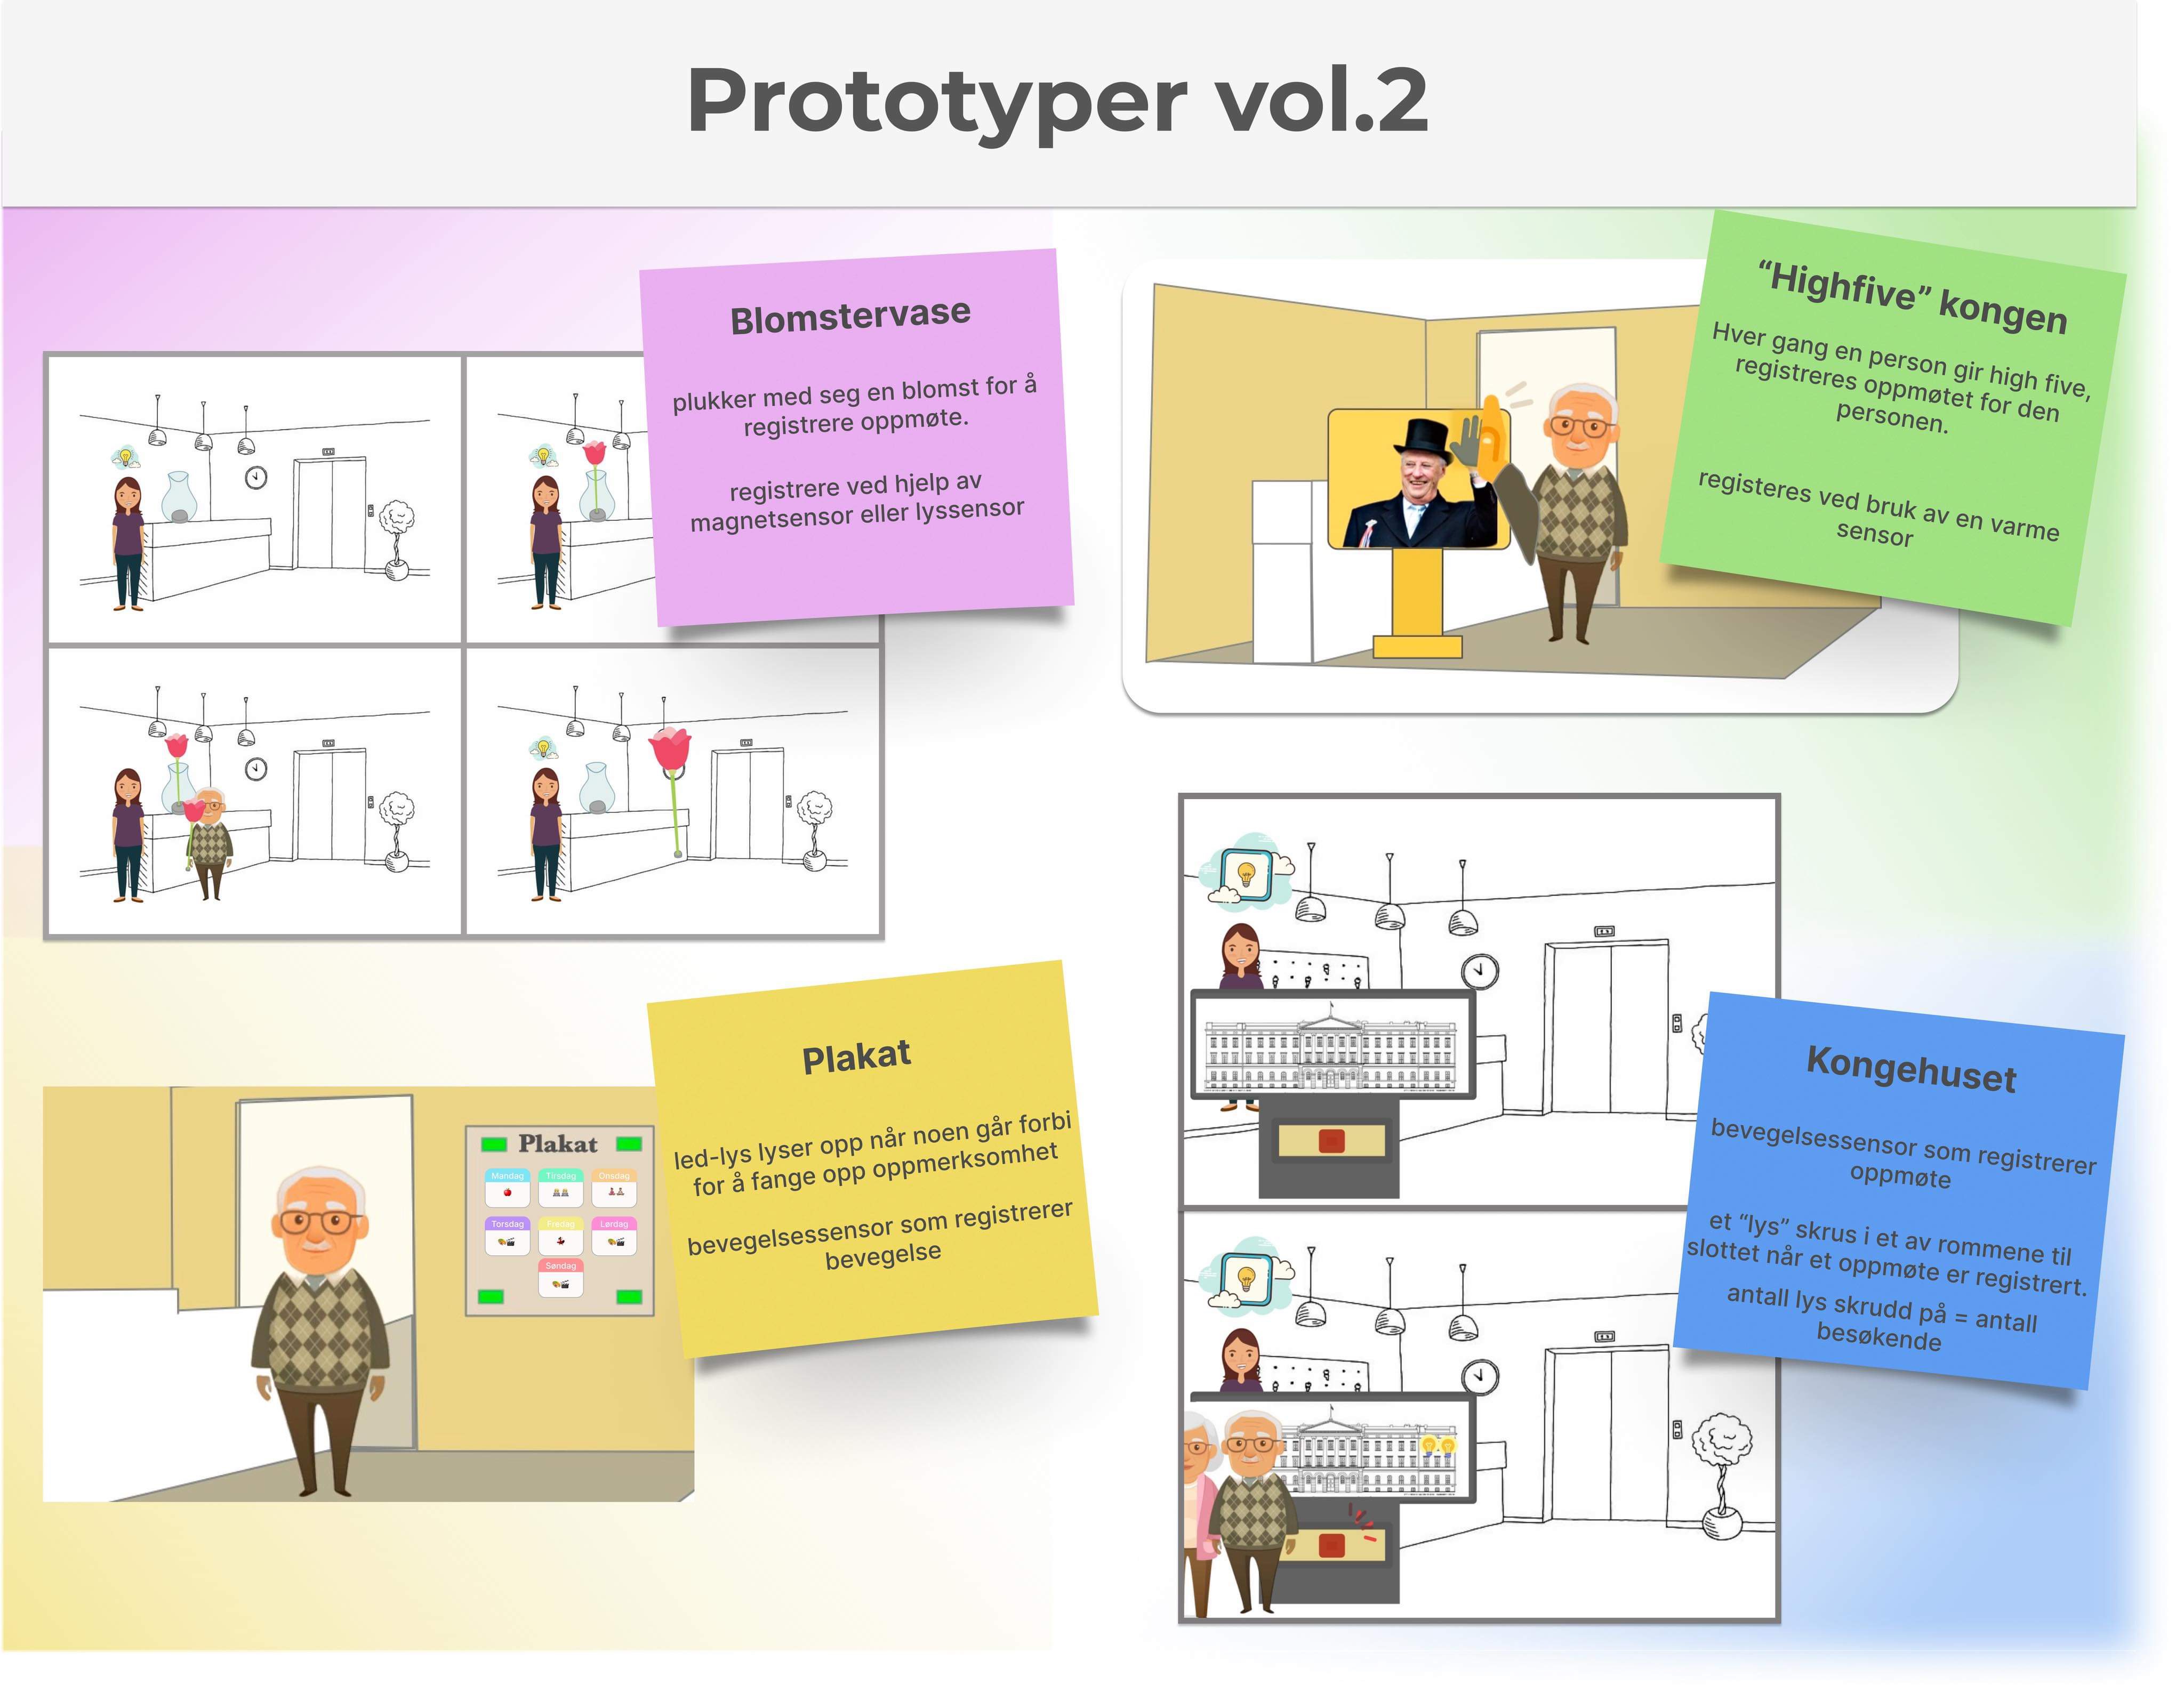 Prototyper vol.2
Blomstervase
plukker med seg en blomst for å
registrere oppmøte.
registrere ved hjelp av
magnetsensor eller lyssensor
“Highfive” kongen
Hver gang en person gir high five,
registreres oppmøtet for den
personen.
registeres ved bruk av en varme
sensor
Plakat
led-lys lyser opp når noen går forbi
for å fange opp oppmerksomhet
bevegelsessensor som registrerer
bevegelse
Plakat
Mandag
Tirsdag
Onsdag
Torsdag
Fredag
Lørdag
Søndag
Kongehuset
bevegelsessensor som registrerer
oppmøte
et “lys” skrus i et av rommene til
slottet når et oppmøte er registrert.
antall lys skrudd på = antall
besøkende